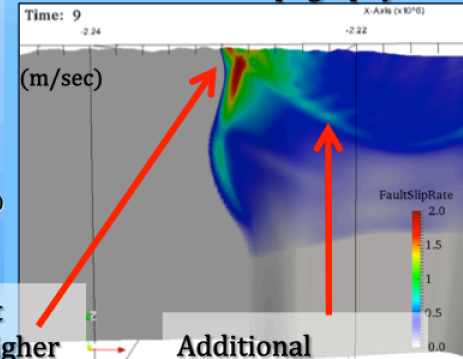 Time: 9
X-Axis (x10^6)
-2.24
-2.22
(m/sec)
FaultSlipRate
2.0
1.5
1
0.5
0.0
Z
gher
Additional